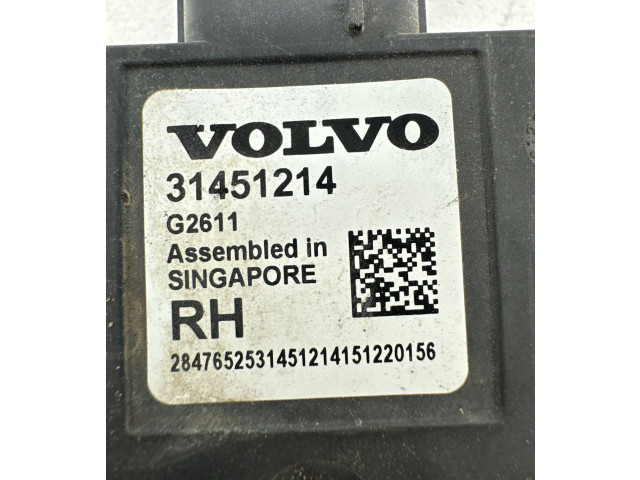 VOLVO
31451214
G2611
Assembled in
SINGAPORE
RH
2847652531451214151220156